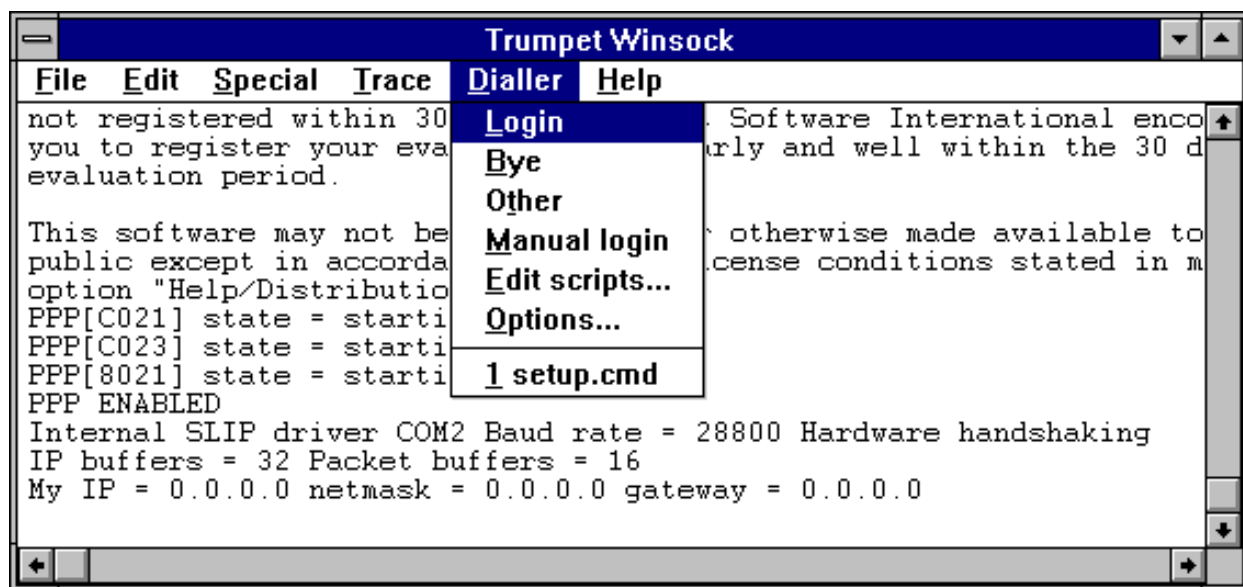 Trumpet Winsock
File Edit Special Trace Dialler Help
not registered within 30 Software International enco
you to register your eva rly and well within the 30 d
evaluation period.
This software may not be otherwise made available to
public except in accorda cense conditions stated in m
option "Help/Distributio
PPP[C021] state = starti
PPP[C023] state = starti
PPP[8021] state = starti
PPP ENABLED
Internal SLIP driver COM2 Baud rate = 28800 Hardware handshaking
IP buffers = 32 Packet buffers = 16
My IP = 0.0.0.0 netmask = 0.0.0.0 gateway = 0.0.0.0
Login
Bye
Other
Manual login
Edit scripts...
Options...
1 setup.cmd